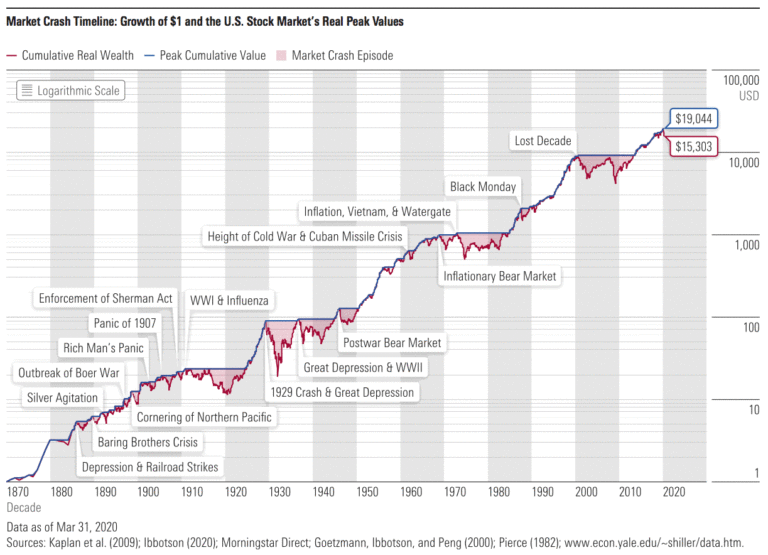 Market Crash Timeline: Growth of $1 and the U.S. Stock Market's Real Peak Values
Cumulative Real Wealth
Peak Cumulative Value
Market Crash Episode
Logarithmic Scale
100,000
USD
$19,044
$15,303
Lost Decade
10,000
Black Monday
Inflation, Vietnam, & Watergate
Height of Cold War & Cuban Missile Crisis
1,000
Inflationary Bear Market
Enforcement of Sherman Act
WWI & Influenza
Panic of 1907
100
Rich Man's Panic
Postwar Bear Market
Outbreak of Boer War
Great Depression & WWII
Silver Agitation
1929 Crash & Great Depression
10
Cornering of Northern Pacific
Baring Brothers Crisis
Depression & Railroad Strikes
1
1870 1880 1890 1900 1910 1920 1930 1940 1950 1960 1970 1980 1990 2000 2010 2020
Decade
Data as of Mar 31, 2020
Sources: Kaplan et al. (2009); Ibbotson (2020); Morningstar Direct; Goetzmann, Ibbotson, and Peng (2000); Pierce (1982); www.econ.yale.edu/~shiller/data.htm.